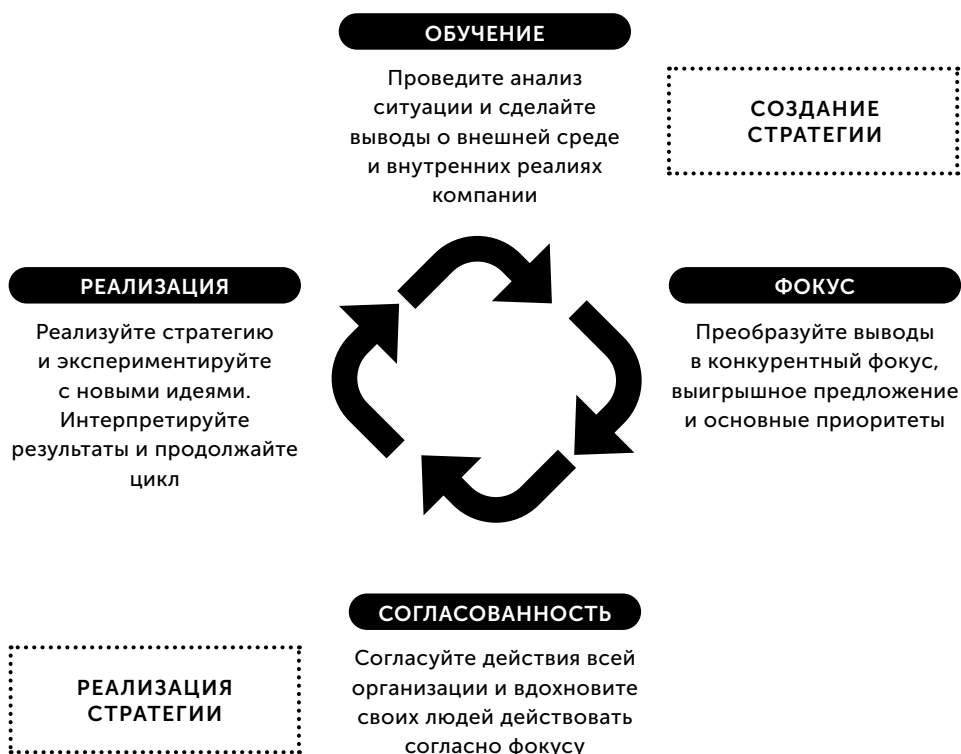 ОБУЧЕНИЕ
Проведите анализ
ситуации и сделайте
выводы о внешней среде
и внутренних реалиях
компании
СОЗДАНИЕ
СТРАТЕГИИ
РЕАЛИЗАЦИЯ
Реализуйте стратегию
и экспериментируйте
с новыми идеями.
Интерпретируйте
результаты и продолжайте
цикл
ФОКУС
Преобразуйте выводы
в конкурентный фокус,
выигрышное предложение
и основные приоритеты
СОГЛАСОВАННОСТЬ
Согласуйте действия всей
организации и вдохновите
своих людей действовать
согласно фокусу
РЕАЛИЗАЦИЯ
СТРАТЕГИИ